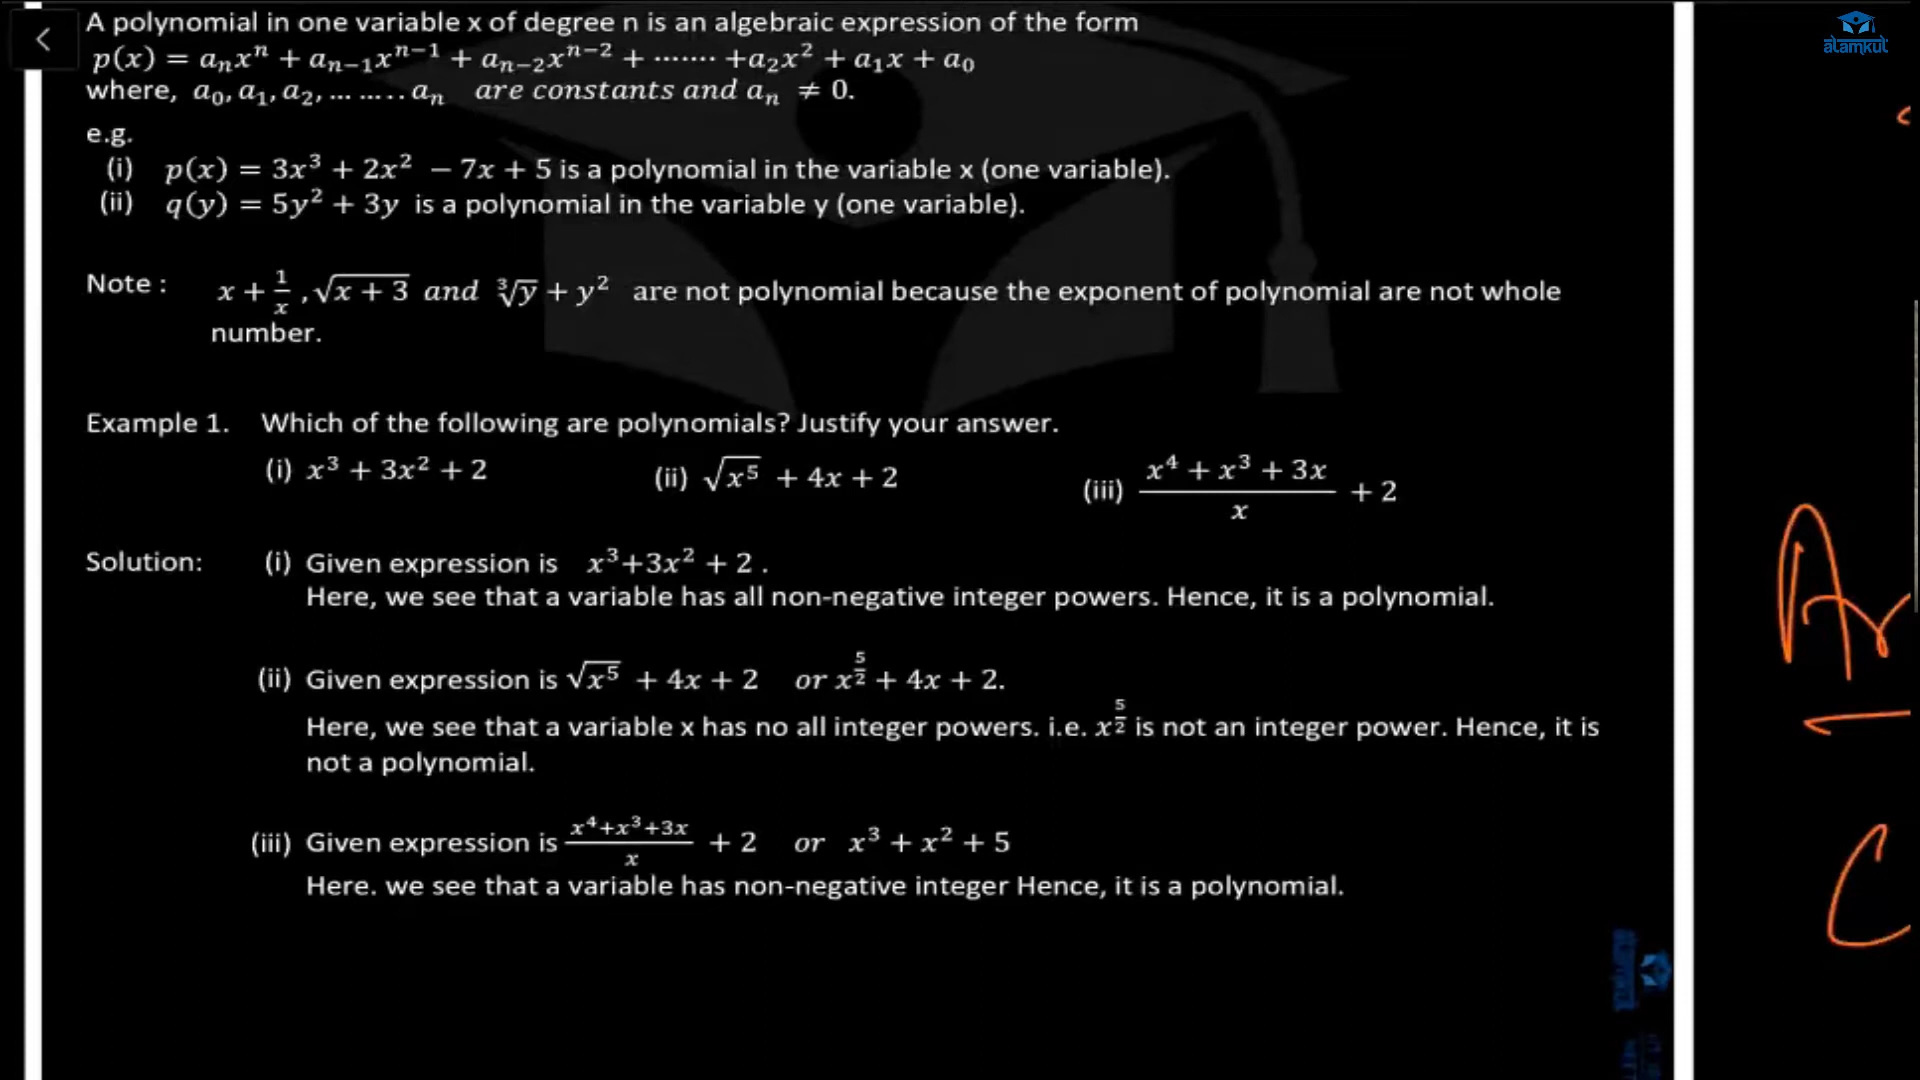 A polynomial in one variable x of degree n is an algebraic expression of the form
p(x) = aₙxⁿ + aₙ₋₁xⁿ⁻¹ + aₙ₋₂xⁿ⁻² + ······· +a₂x² + a₁x + a₀
where, a₀, a₁, a₂, … ….. aₙ are constants and aₙ ≠ 0.
e.g.
(i) p(x) = 3x³ + 2x² − 7x + 5 is a polynomial in the variable x (one variable).
(ii) q(y) = 5y² + 3y is a polynomial in the variable y (one variable).
Note : x + 1/x , √(x + 3) and ∛y + y² are not polynomial because the exponent of polynomial are not whole
number.
Example 1. Which of the following are polynomials? Justify your answer.
(i) x³ + 3x² + 2 (ii) √(x⁵) + 4x + 2 (iii) (x⁴ + x³ + 3x)/x + 2
Solution: (i) Given expression is x³+3x² + 2 .
Here, we see that a variable has all non-negative integer powers. Hence, it is a polynomial.
(ii) Given expression is √(x⁵) + 4x + 2 or x^(5/2) + 4x + 2.
Here, we see that a variable x has no all integer powers. i.e. x^(5/2) is not an integer power. Hence, it is
not a polynomial.
(iii) Given expression is (x⁴+x³+3x)/x + 2 or x³ + x² + 5
Here. we see that a variable has non-negative integer Hence, it is a polynomial.
alamkul